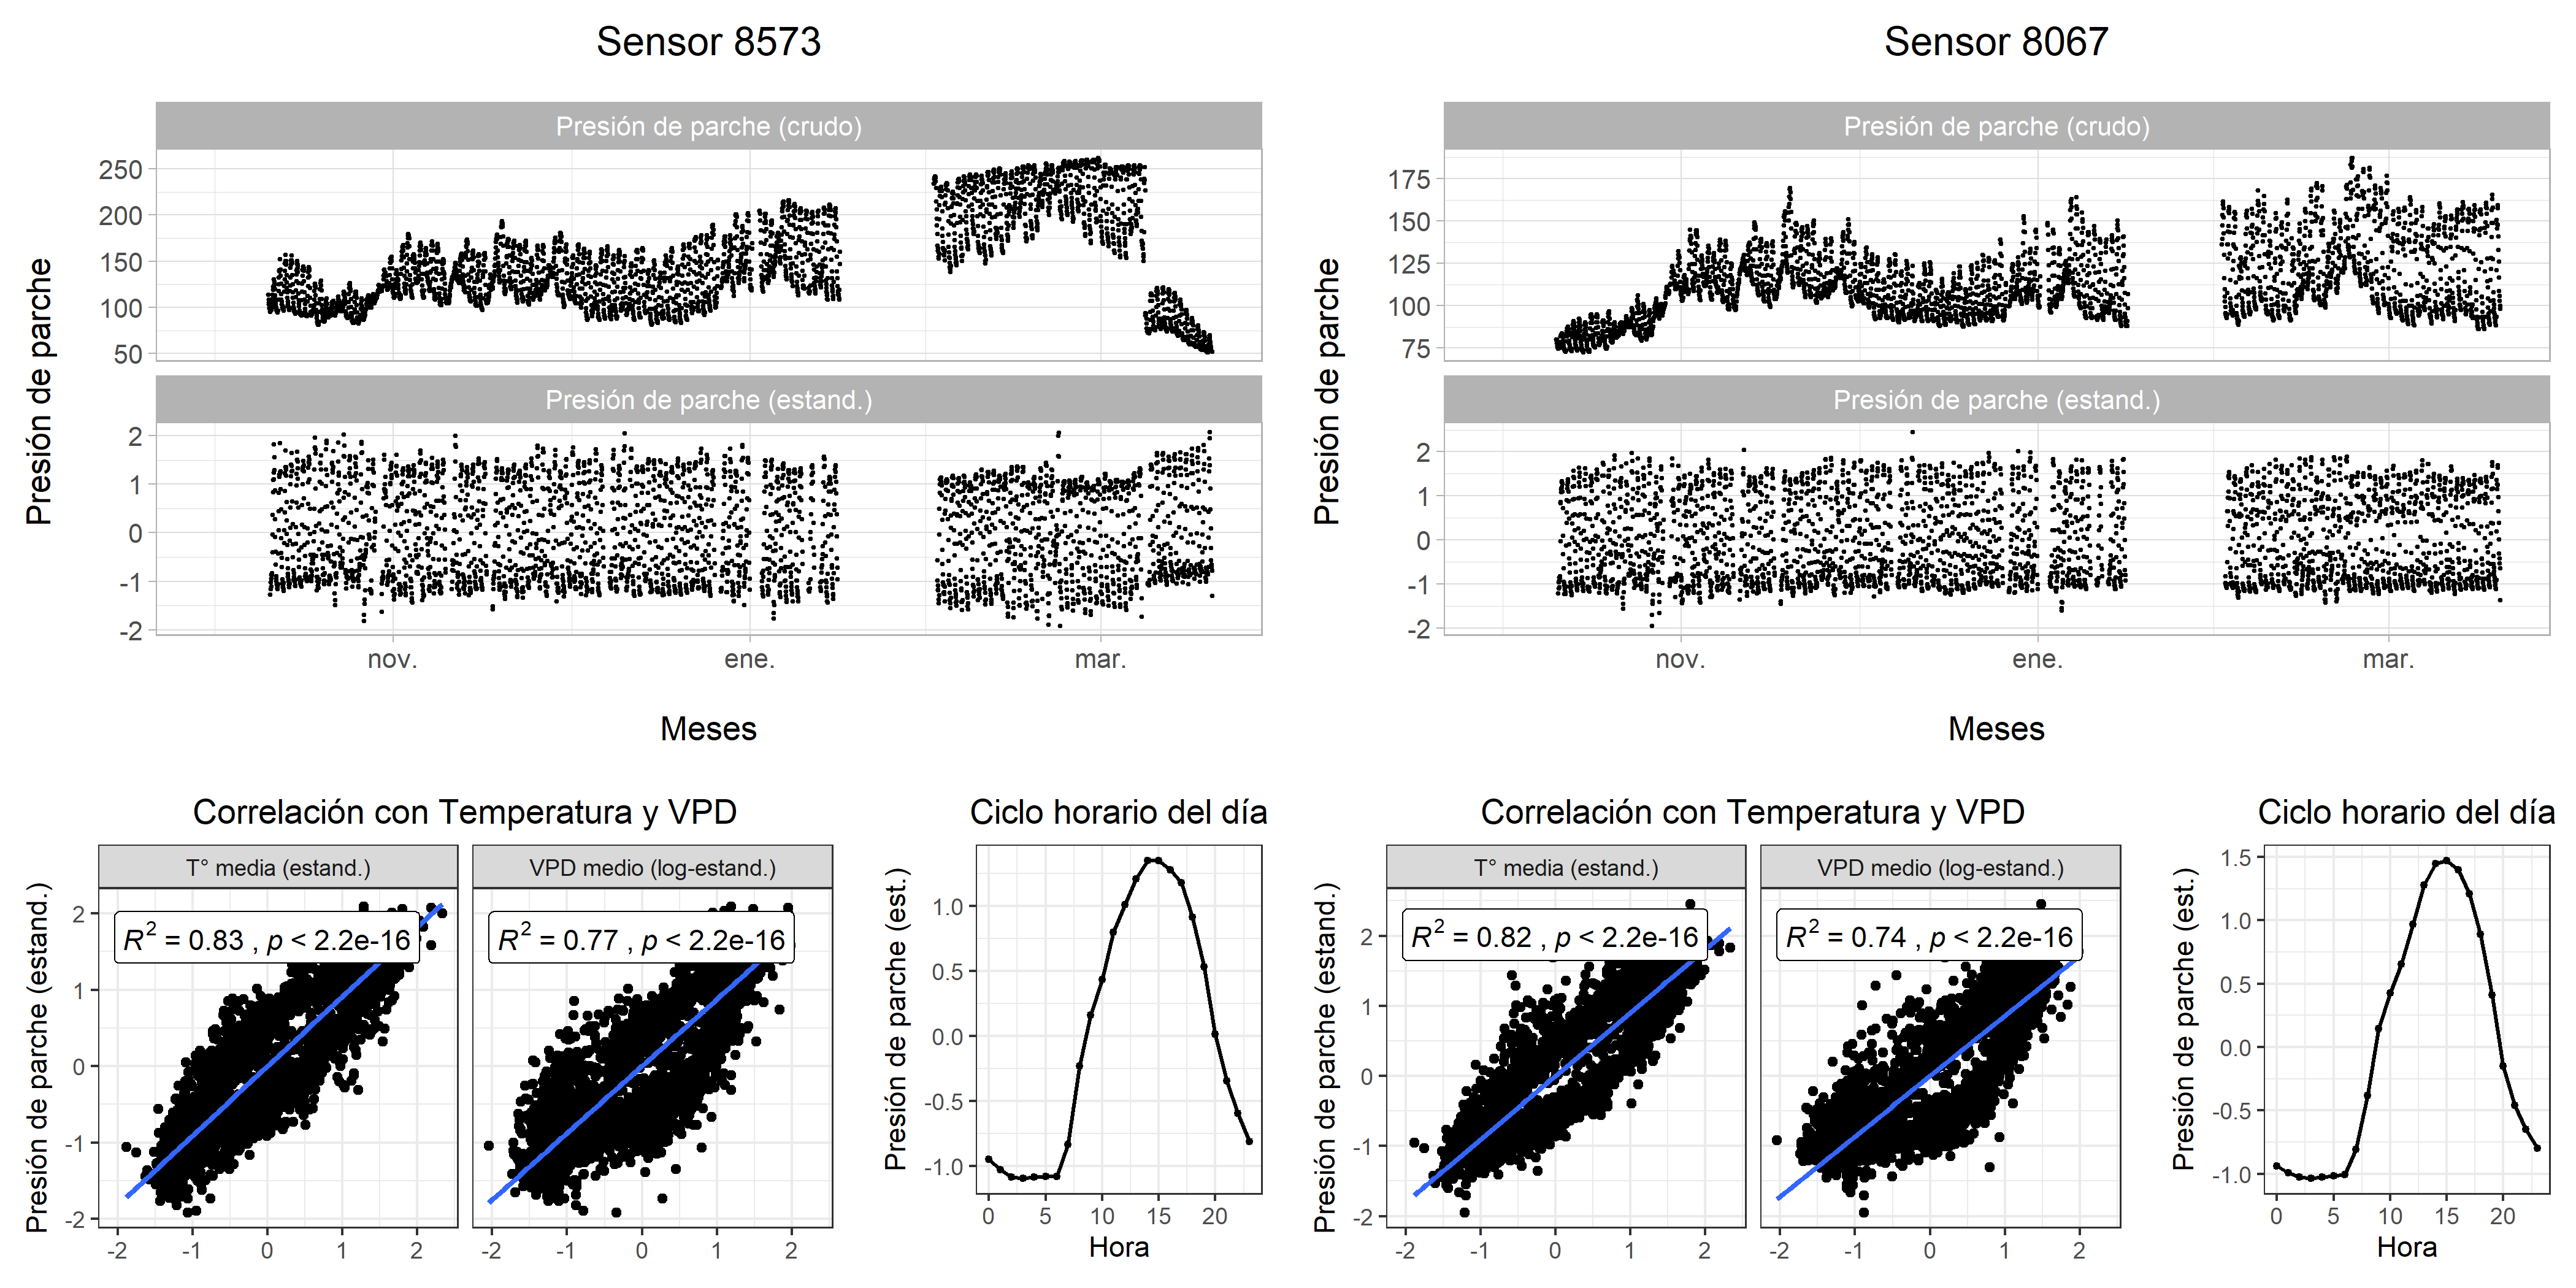 Sensor 8573
Presión de parche (crudo)
250
200
150
100
50
Presión de parche (estand.)
2
1
0
-1
-2
Presión de parche
nov.
ene.
mar.
Meses
Sensor 8067
Presión de parche (crudo)
175
150
125
100
75
Presión de parche (estand.)
2
1
0
-1
-2
Presión de parche
nov.
ene.
mar.
Meses
Correlación con Temperatura y VPD
T° media (estand.)
VPD medio (log-estand.)
R² = 0.83 , p < 2.2e-16
R² = 0.77 , p < 2.2e-16
Presión de parche (estand.)
2
1
0
-1
-2
-2 -1 0 1 2
-2 -1 0 1 2
Ciclo horario del día
Presión de parche (est.)
1.0
0.5
0.0
-0.5
-1.0
0 5 10 15 20
Hora
Correlación con Temperatura y VPD
T° media (estand.)
VPD medio (log-estand.)
R² = 0.82 , p < 2.2e-16
R² = 0.74 , p < 2.2e-16
Presión de parche (estand.)
2
1
0
-1
-2
-2 -1 0 1 2
-2 -1 0 1 2
Ciclo horario del día
Presión de parche (est.)
1.5
1.0
0.5
0.0
-0.5
-1.0
0 5 10 15 20
Hora